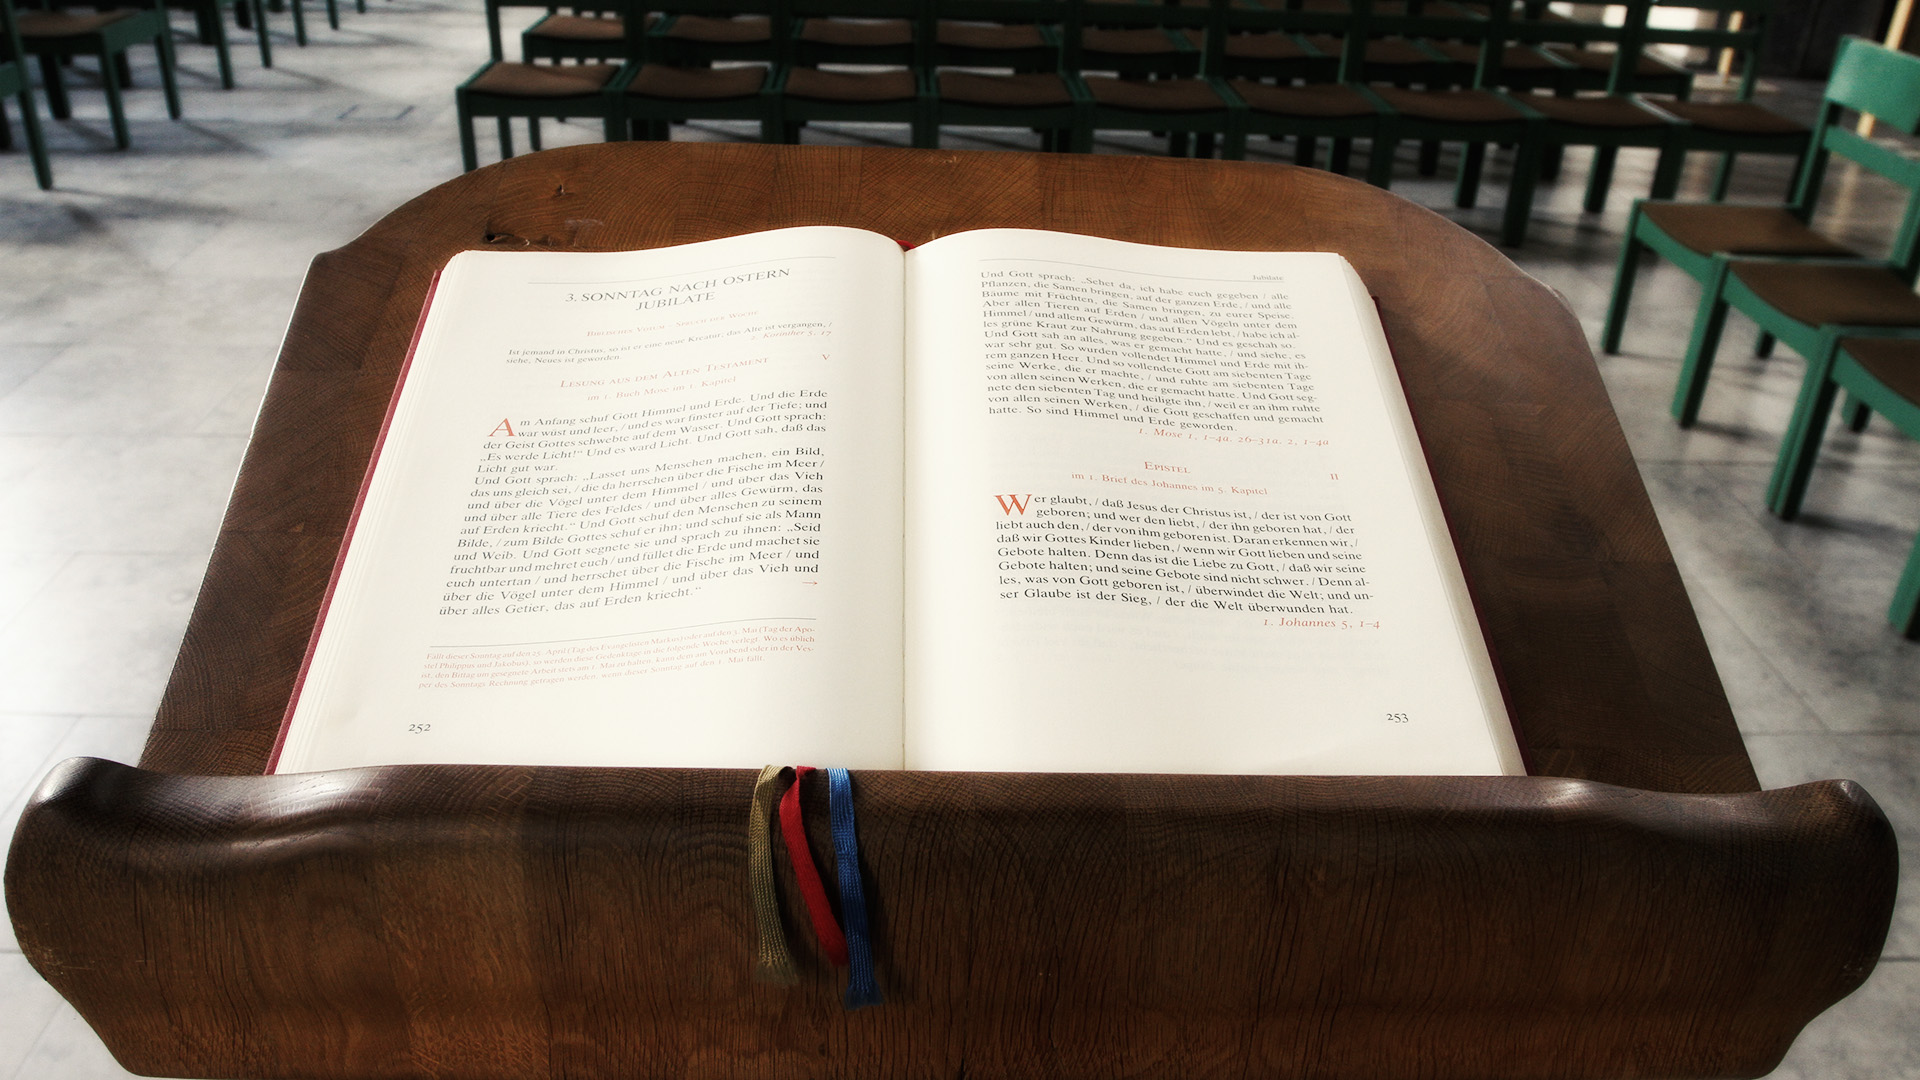 3. SONNTAG NACH OSTERN
JUBILATE
BIBLISCHES VOTUM – SPRUCH DER WOCHE
Ist jemand in Christus, so ist er eine neue Kreatur; das Alte ist vergangen, /
siehe, Neues ist geworden.
2. Korinther 5, 17
LESUNG AUS DEM ALTEN TESTAMENT V
im 1. Buch Mose im 1. Kapitel
Am Anfang schuf Gott Himmel und Erde. Und die Erde
war wüst und leer, / und es war finster auf der Tiefe; und
der Geist Gottes schwebte auf dem Wasser. Und Gott sprach:
„Es werde Licht!“ Und es ward Licht. Und Gott sah, daß das
Licht gut war.
Und Gott sprach: „Lasset uns Menschen machen, ein Bild,
das uns gleich sei, / die da herrschen über die Fische im Meer /
und über die Vögel unter dem Himmel / und über das Vieh
und über alle Tiere des Feldes / und über alles Gewürm, das
auf Erden kriecht.“ Und Gott schuf den Menschen zu seinem
Bilde, / zum Bilde Gottes schuf er ihn; und schuf sie als Mann
und Weib. Und Gott segnete sie und sprach zu ihnen: „Seid
fruchtbar und mehret euch / und füllet die Erde und machet sie
euch untertan / und herrschet über die Fische im Meer / und
über die Vögel unter dem Himmel / und über das Vieh und
über alles Getier, das auf Erden kriecht.“ →
Falls dieser Sonntag auf den 25. April (Tag des Evangelisten Markus) oder auf den 3. Mai (Tag der Apo-
stel Philippus und Jakobus), so werden diese Gedenktage in die folgende Woche verlegt. Wo es üblich
ist, den Bittag um gesegnete Arbeit stets am 1. Mai zu halten, kann dem am Vorabend oder in der Ves-
per des Sonntags Rechnung getragen werden, wenn dieser Sonntag auf den 1. Mai fällt.
252
Jubilate
Und Gott sprach: „Sehet da, ich habe euch gegeben / alle
Pflanzen, die Samen bringen, auf der ganzen Erde, / und alle
Bäume mit Früchten, die Samen bringen, zu eurer Speise.
Aber allen Tieren auf Erden / und allen Vögeln unter dem
Himmel / und allem Gewürm, das auf Erden lebt, / habe ich al-
les grüne Kraut zur Nahrung gegeben.“ Und es geschah so.
Und Gott sah an alles, was er gemacht hatte, / und siehe, es
war sehr gut. So wurden vollendet Himmel und Erde mit ih-
rem ganzen Heer. Und so vollendete Gott am siebenten Tage
seine Werke, die er machte, / und ruhte am siebenten Tage
von allen seinen Werken, die er gemacht hatte. Und Gott seg-
nete den siebenten Tag und heiligte ihn, / weil er an ihm ruhte
von allen seinen Werken, / die Gott geschaffen und gemacht
hatte. So sind Himmel und Erde geworden.
1. Mose 1, 1–4a. 26–31a. 2, 1–4a
EPISTEL II
im 1. Brief des Johannes im 5. Kapitel
Wer glaubt, / daß Jesus der Christus ist, / der ist von Gott
geboren; und wer den liebt, / der ihn geboren hat, / der
liebt auch den, / der von ihm geboren ist. Daran erkennen wir, /
daß wir Gottes Kinder lieben, / wenn wir Gott lieben und seine
Gebote halten. Denn das ist die Liebe zu Gott, / daß wir seine
Gebote halten; und seine Gebote sind nicht schwer. / Denn al-
les, was von Gott geboren ist, / überwindet die Welt; und un-
ser Glaube ist der Sieg, / der die Welt überwunden hat.
1. Johannes 5, 1–4
253